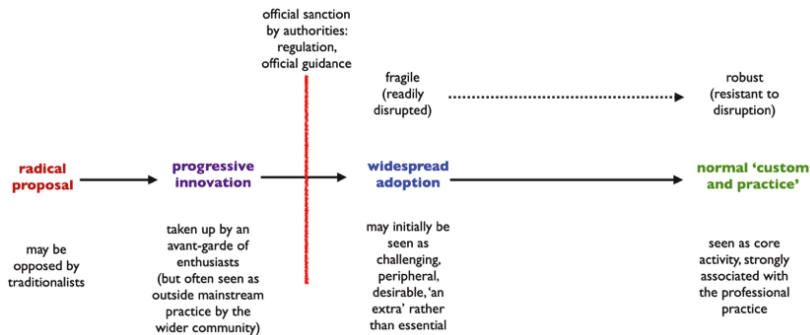 official sanction
by authorities:
regulation,
official guidance
fragile
(readily
disrupted)
robust
(resistant to
disruption)
radical
proposal
progressive
innovation
widespread
adoption
normal ‘custom
and practice’
may be
opposed by
traditionalists
taken up by an
avant-garde of
enthusiasts
(but often seen as
outside mainstream
practice by the
wider community)
may initially be
seen as
challenging,
peripheral,
desirable, ‘an
extra’ rather
than essential
seen as core
activity, strongly
associated with
the professional
practice